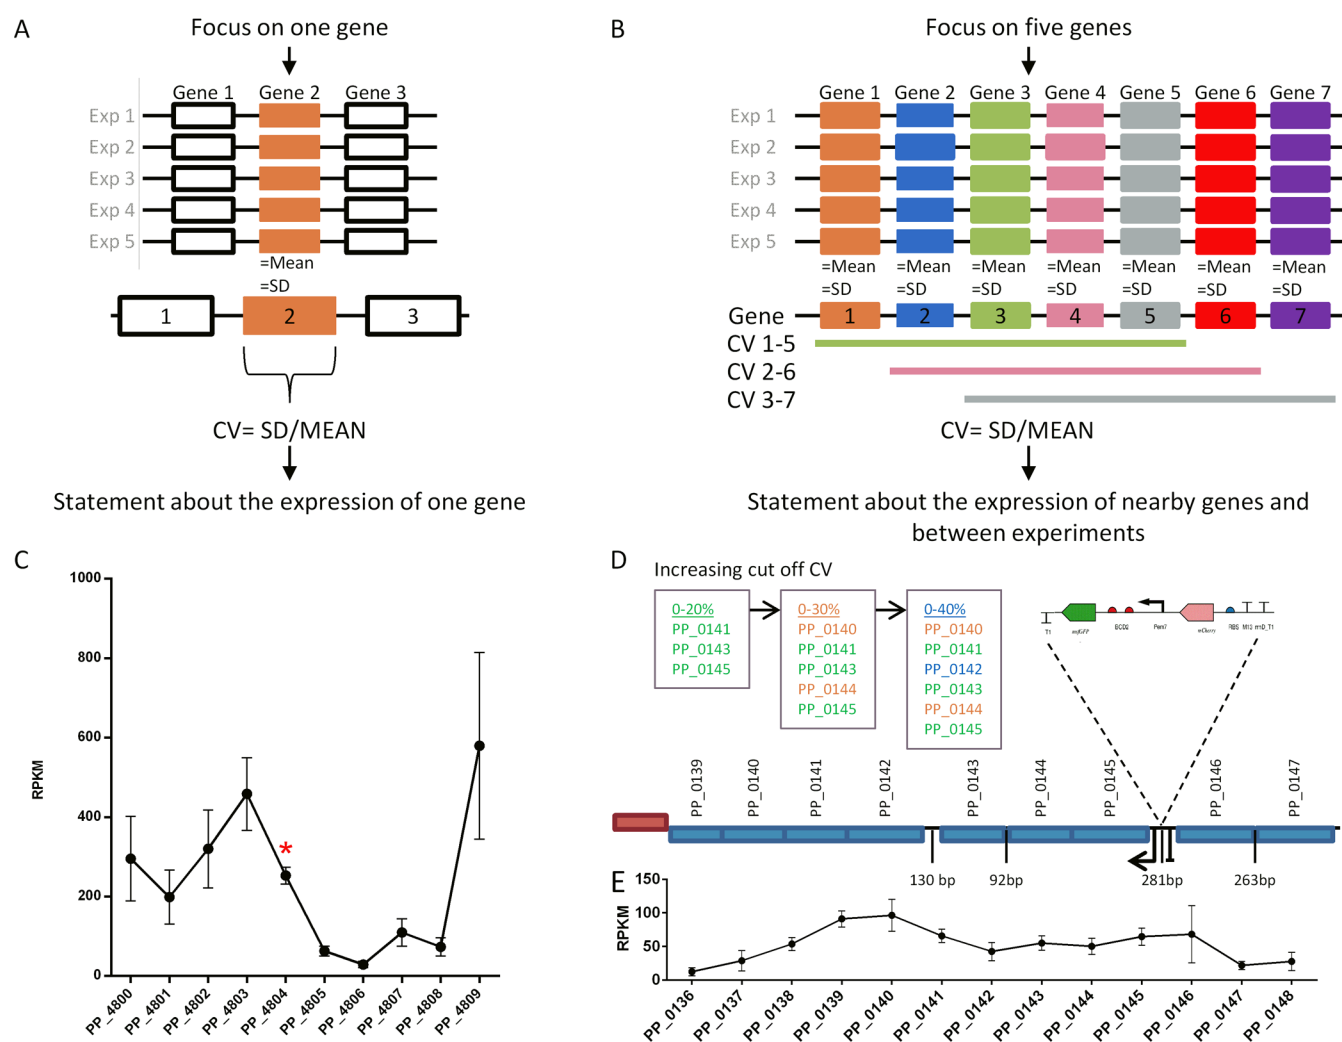 A
Focus on one gene
Gene 1 Gene 2 Gene 3
Exp 1
Exp 2
Exp 3
Exp 4
Exp 5
=Mean
=SD
1 2 3
CV= SD/MEAN
Statement about the expression of one gene
B
Focus on five genes
Gene 1 Gene 2 Gene 3 Gene 4 Gene 5 Gene 6 Gene 7
Exp 1
Exp 2
Exp 3
Exp 4
Exp 5
=Mean =Mean =Mean =Mean =Mean =Mean =Mean
=SD =SD =SD =SD =SD =SD =SD
Gene 1 2 3 4 5 6 7
CV 1-5
CV 2-6
CV 3-7
CV= SD/MEAN
Statement about the expression of nearby genes and
between experiments
C
1000
800
600
400
200
0
RPKM
*
PP_4800 PP_4801 PP_4802 PP_4803 PP_4804 PP_4805 PP_4806 PP_4807 PP_4808 PP_4809
D
Increasing cut off CV
0-20%
PP_0141
PP_0143
PP_0145
0-30%
PP_0140
PP_0141
PP_0143
PP_0144
PP_0145
0-40%
PP_0140
PP_0141
PP_0142
PP_0143
PP_0144
PP_0145
T1 msfGFP BCD2 Pem7 mCherry RBS M13 rrnD_T1
PP_0139 PP_0140 PP_0141 PP_0142 PP_0143 PP_0144 PP_0145 PP_0146 PP_0147
130 bp 92bp 281bp 263bp
E
150
100
50
0
RPKM
PP_0136 PP_0137 PP_0138 PP_0139 PP_0140 PP_0141 PP_0142 PP_0143 PP_0144 PP_0145 PP_0146 PP_0147 PP_0148